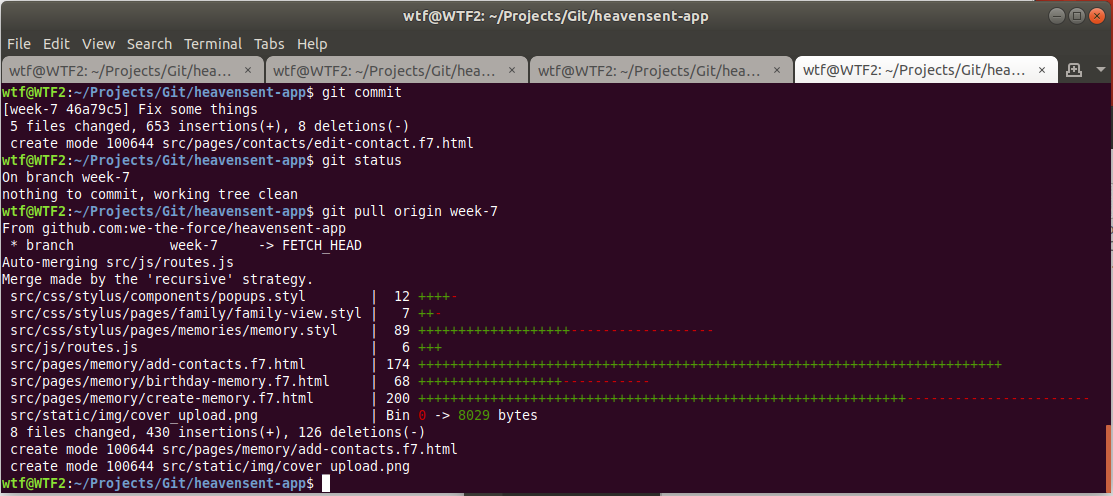 wtf@WTF2: ~/Projects/Git/heavensent-app
File Edit View Search Terminal Tabs Help
wtf@WTF2: ~/Projects/Git/hea… × wtf@WTF2: ~/Projects/Git/hea… × wtf@WTF2: ~/Projects/Git/hea… × wtf@WTF2: ~/Projects/Git/hea… ×
wtf@WTF2:~/Projects/Git/heavensent-app$ git commit
[week-7 46a79c5] Fix some things
 5 files changed, 653 insertions(+), 8 deletions(-)
 create mode 100644 src/pages/contacts/edit-contact.f7.html
wtf@WTF2:~/Projects/Git/heavensent-app$ git status
On branch week-7
nothing to commit, working tree clean
wtf@WTF2:~/Projects/Git/heavensent-app$ git pull origin week-7
From github.com:we-the-force/heavensent-app
 * branch            week-7     -> FETCH_HEAD
Auto-merging src/js/routes.js
Merge made by the 'recursive' strategy.
 src/css/stylus/components/popups.styl        |  12 ++++-
 src/css/stylus/pages/family/family-view.styl |   7 ++-
 src/css/stylus/pages/memories/memory.styl    |  89 +++++++++++++++++++------------------
 src/js/routes.js                             |   6 +++
 src/pages/memory/add-contacts.f7.html        | 174 +++++++++++++++++++++++++++++++++++++++++++++++++++++++++++++++++++++++++
 src/pages/memory/birthday-memory.f7.html     |  68 ++++++++++++++++++-----------
 src/pages/memory/create-memory.f7.html       | 200 +++++++++++++++++++++++++++++++++++++++++++++++++++++++++++++-----------------------
 src/static/img/cover_upload.png              | Bin 0 -> 8029 bytes
 8 files changed, 430 insertions(+), 126 deletions(-)
 create mode 100644 src/pages/memory/add-contacts.f7.html
 create mode 100644 src/static/img/cover_upload.png
wtf@WTF2:~/Projects/Git/heavensent-app$